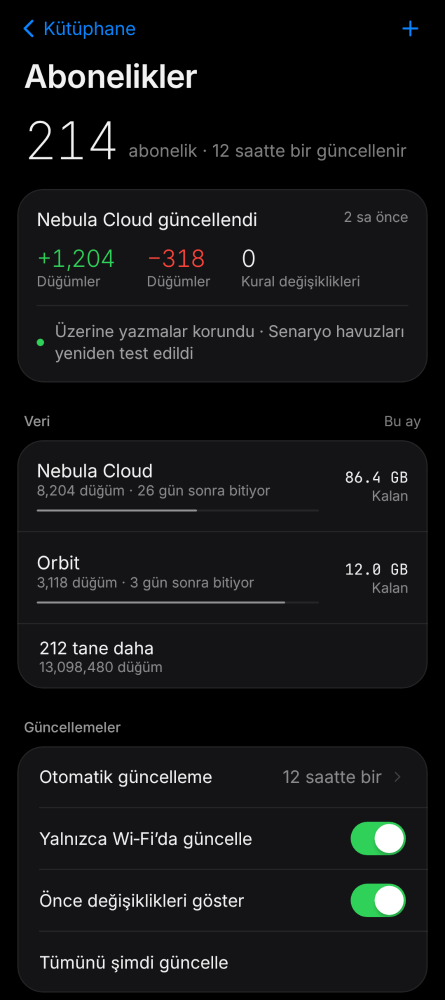 Kütüphane
Abonelikler
214 abonelik · 12 saatte bir güncellenir
Nebula Cloud güncellendi 2 sa önce
+1,204 −318 0
Düğümler Düğümler Kural değişiklikleri
Üzerine yazmalar korundu · Senaryo havuzları
yeniden test edildi
Veri Bu ay
Nebula Cloud 86.4 GB
8,204 düğüm · 26 gün sonra bitiyor Kalan
Orbit 12.0 GB
3,118 düğüm · 3 gün sonra bitiyor Kalan
212 tane daha
13,098,480 düğüm
Güncellemeler
Otomatik güncelleme 12 saatte bir
Yalnızca Wi-Fi’da güncelle
Önce değişiklikleri göster
Tümünü şimdi güncelle